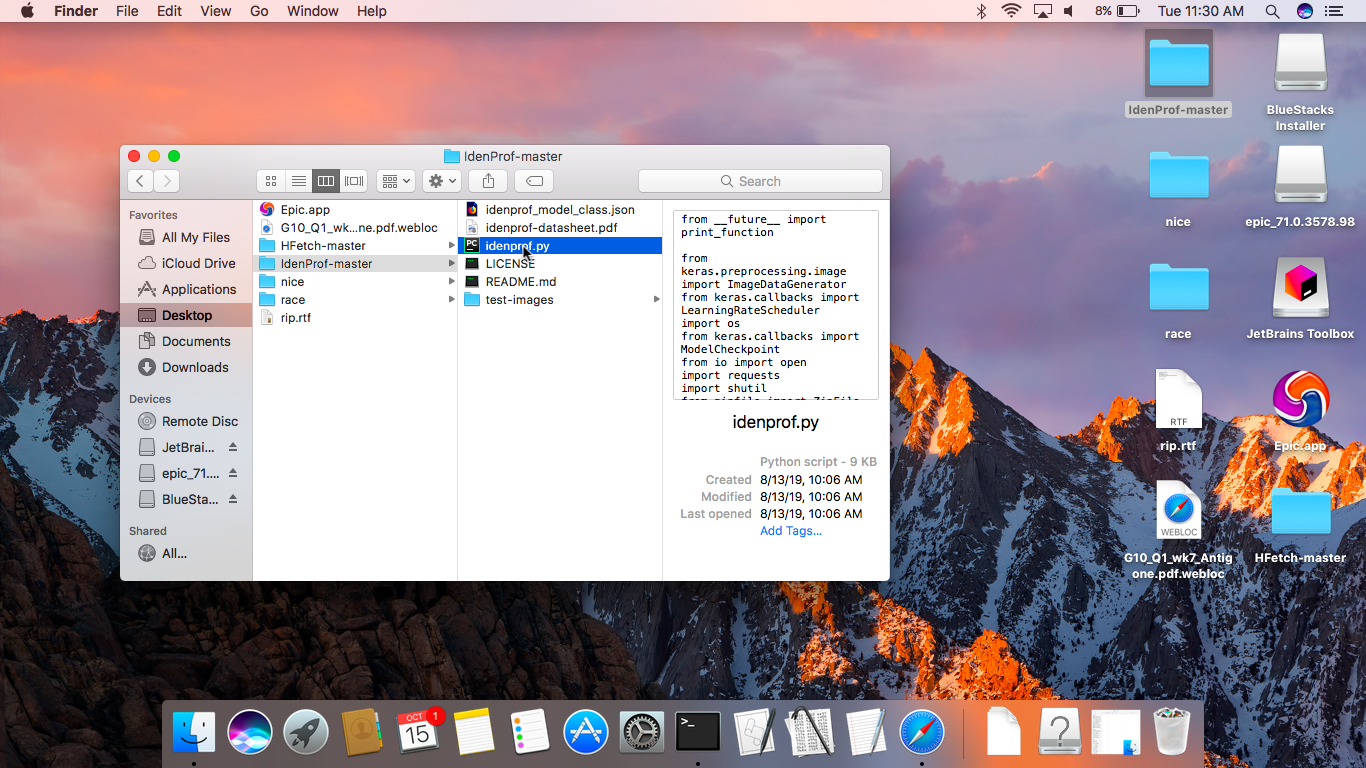 Finder File Edit View Go Window Help 8% Tue 11:30 AM
IdenProf-master
BlueStacks Installer
nice
epic_71.0.3578.98
race
JetBrains Toolbox
RTF
rip.rtf
Epic.app
WEBLOC
G10_Q1_wk7_Antig
one.pdf.webloc
HFetch-master
IdenProf-master
Search
Favorites
All My Files
iCloud Drive
Applications
Desktop
Documents
Downloads
Devices
Remote Disc
JetBrai...
epic_71....
BlueSta...
Shared
All...
Epic.app
G10_Q1_wk...ne.pdf.webloc
HFetch-master
IdenProf-master
nice
race
rip.rtf
idenprof_model_class.json
idenprof-datasheet.pdf
PC
idenprof.py
LICENSE
README.md
test-images
from __future__ import
print_function
from
keras.preprocessing.image
import ImageDataGenerator
from keras.callbacks import
LearningRateScheduler
import os
from keras.callbacks import
ModelCheckpoint
from io import open
import requests
import shutil
from zipfile import ZipFile
idenprof.py
Python script - 9 KB
Created 8/13/19, 10:06 AM
Modified 8/13/19, 10:06 AM
Last opened 8/13/19, 10:06 AM
Add Tags...
OCT
15
1
>_
?